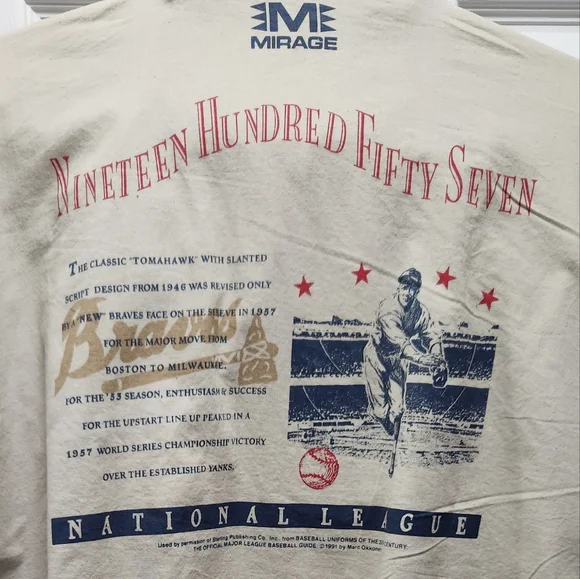 M
MIRAGE
NINETEEN HUNDRED FIFTY SEVEN
THE CLASSIC "TOMAHAWK" WITH SLANTED
SCRIPT DESIGN FROM 1946 WAS REVISED ONLY
BY A "NEW" BRAVES FACE ON THE SLEEVE IN 1957
FOR THE MAJOR MOVE FROM
BOSTON TO MILWAUKEE.
FOR THE '53 SEASON, ENTHUSIASM & SUCCESS
FOR THE UPSTART LINE UP PEAKED IN A
1957 WORLD SERIES CHAMPIONSHIP VICTORY
OVER THE ESTABLISHED YANKS.
Braves
NATIONAL LEAGUE
Used by permission of Sterling Publishing Co. Inc. from BASEBALL UNIFORMS OF THE 20TH CENTURY:
THE OFFICIAL MAJOR LEAGUE BASEBALL GUIDE © 1991 by Marc Okkonen